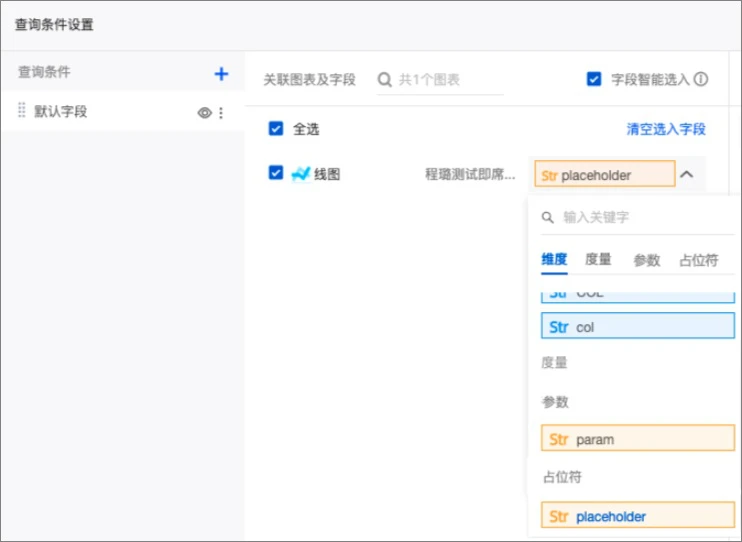 查询条件设置
查询条件
关联图表及字段
共1个图表
字段智能选入
默认字段
全选
清空选入字段
线图
程璐测试即席...
Str placeholder
输入关键字
维度 度量 参数 占位符
Str COL
Str col
度量
参数
Str param
占位符
Str placeholder